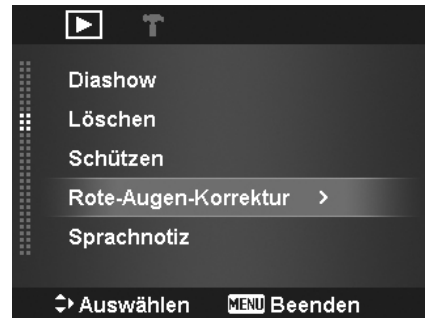 Diashow
Löschen
Schützen
Rote-Augen-Korrektur >
Sprachnotiz
Auswählen MENU Beenden